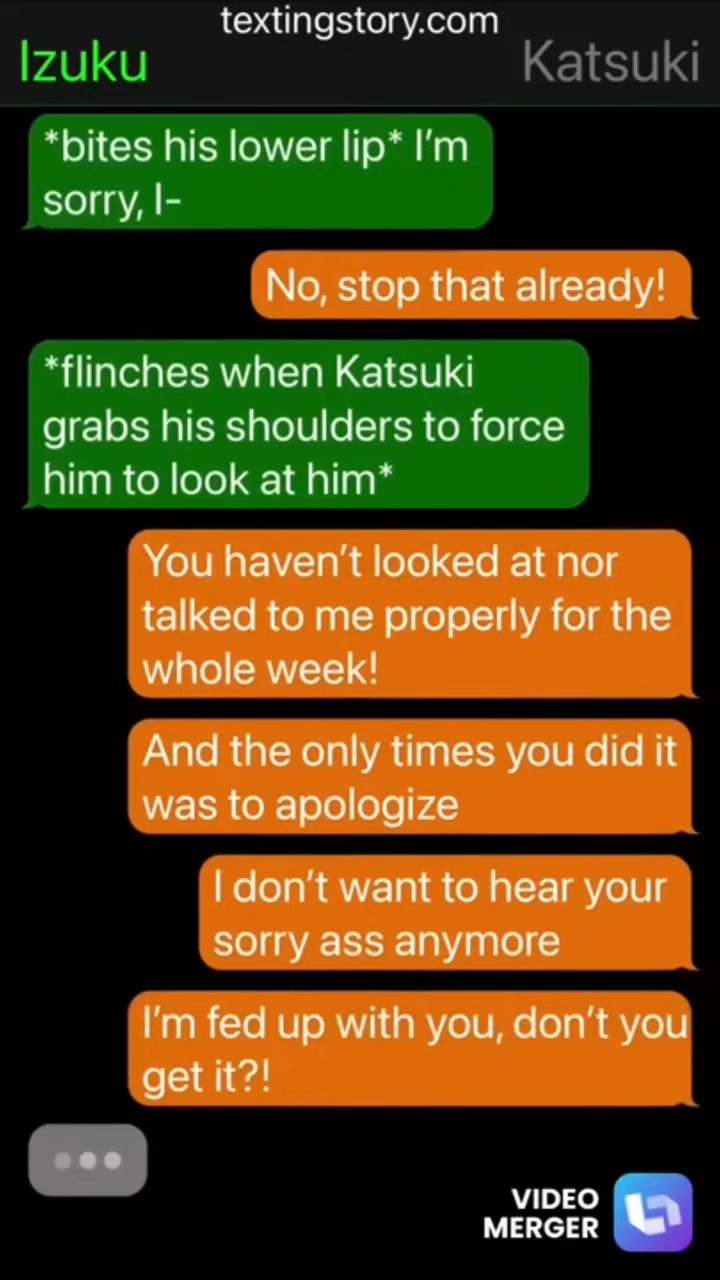 textingstory.com
Izuku
Katsuki
*bites his lower lip* I'm
sorry, I-
No, stop that already!
*flinches when Katsuki
grabs his shoulders to force
him to look at him*
You haven't looked at nor
talked to me properly for the
whole week!
And the only times you did it
was to apologize
I don't want to hear your
sorry ass anymore
I'm fed up with you, don't you
get it?!
VIDEO
MERGER